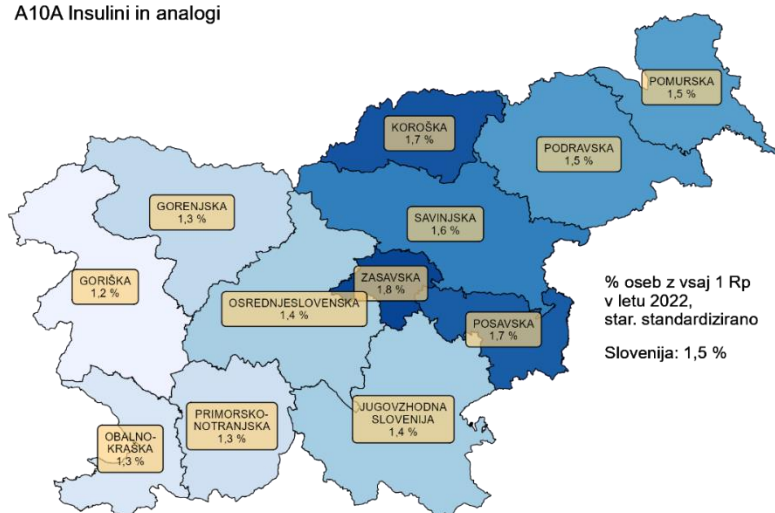 A10A Insulini in analogi
POMURSKA
1,5 %
KOROŠKA
1,7 %
PODRAVSKA
1,5 %
GORENJSKA
1,3 %
SAVINJSKA
1,6 %
GORIŠKA
1,2 %
ZASAVSKA
1,8 %
OSREDNJESLOVENSKA
1,4 %
POSAVSKA
1,7 %
% oseb z vsaj 1 Rp
v letu 2022,
star. standardizirano
Slovenija: 1,5 %
PRIMORSKO-
NOTRANJSKA
1,3 %
JUGOVZHODNA
SLOVENIJA
1,4 %
OBALNO-
KRAŠKA
1,3 %